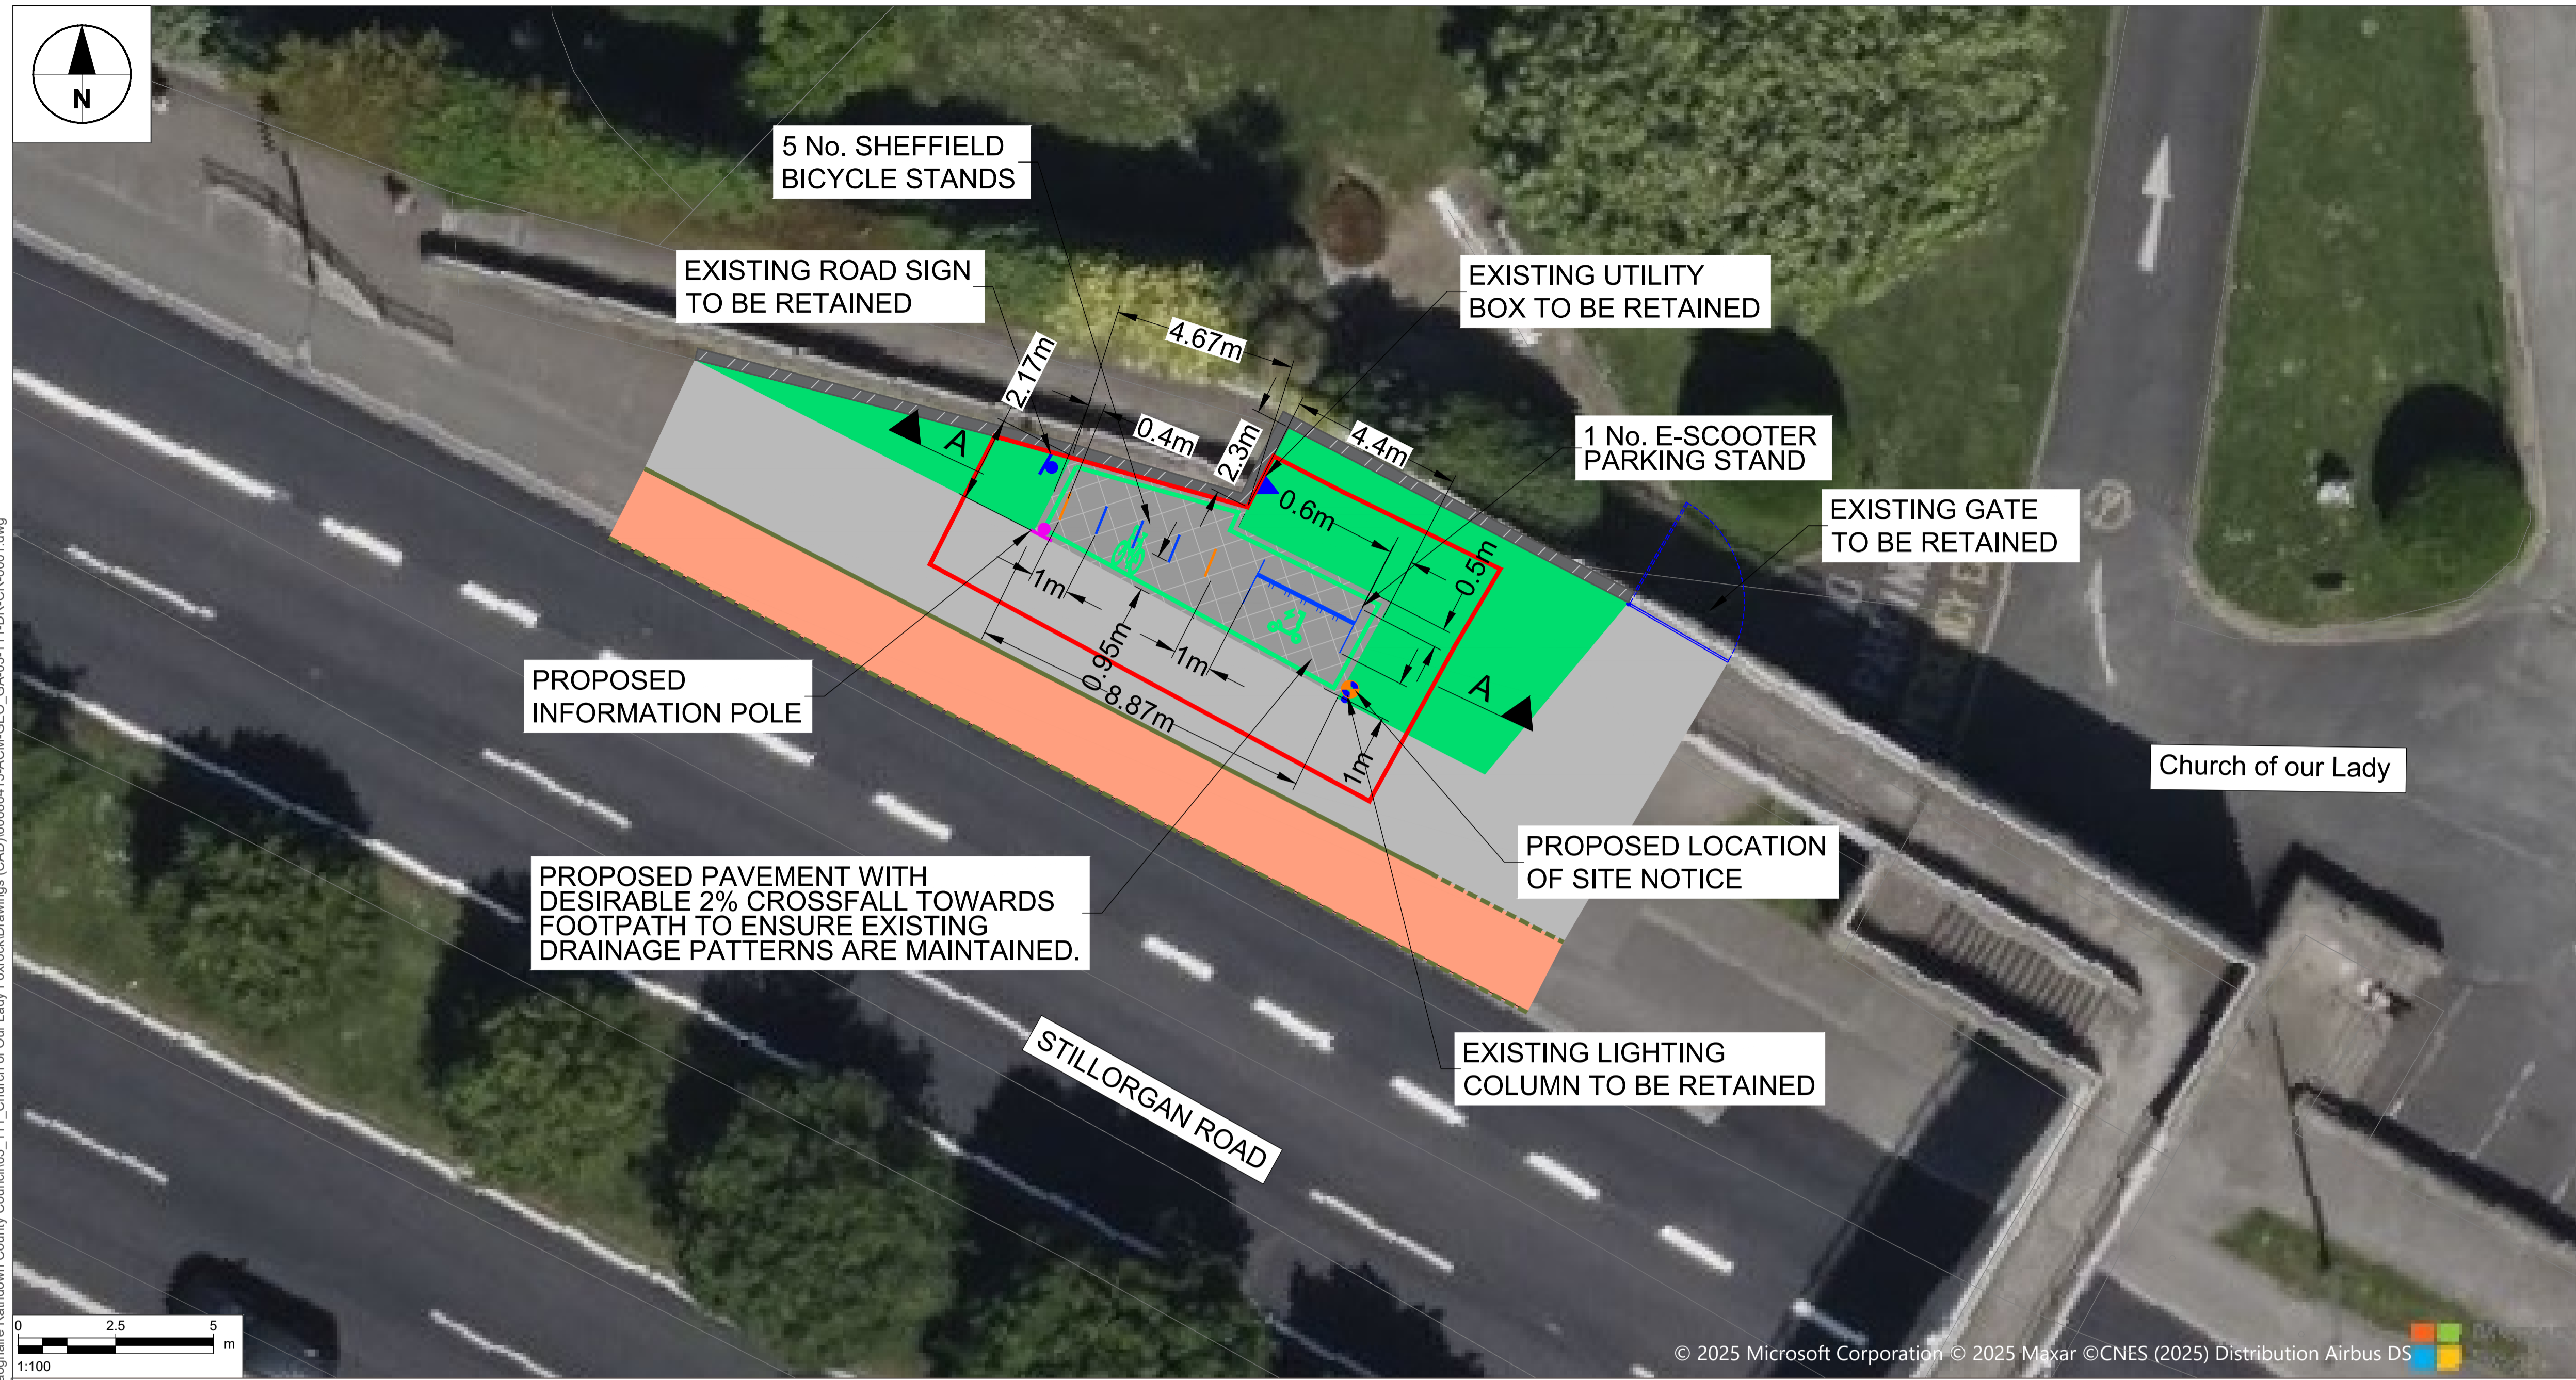 N
5 No. SHEFFIELD
BICYCLE STANDS
EXISTING ROAD SIGN
TO BE RETAINED
EXISTING UTILITY
BOX TO BE RETAINED
4.67m
2.17m
0.4m
2.3m
4.4m
1 No. E-SCOOTER
PARKING STAND
A
0.6m
EXISTING GATE
TO BE RETAINED
0.5m
1m
0.95m
1m
PROPOSED
INFORMATION POLE
8.87m
A
1m
Church of our Lady
PROPOSED LOCATION
OF SITE NOTICE
PROPOSED PAVEMENT WITH
DESIRABLE 2% CROSSFALL TOWARDS
FOOTPATH TO ENSURE EXISTING
DRAINAGE PATTERNS ARE MAINTAINED.
STILLORGAN ROAD
EXISTING LIGHTING
COLUMN TO BE RETAINED
0 2.5 5
m
1:100
© 2025 Microsoft Corporation © 2025 Maxar ©CNES (2025) Distribution Airbus DS